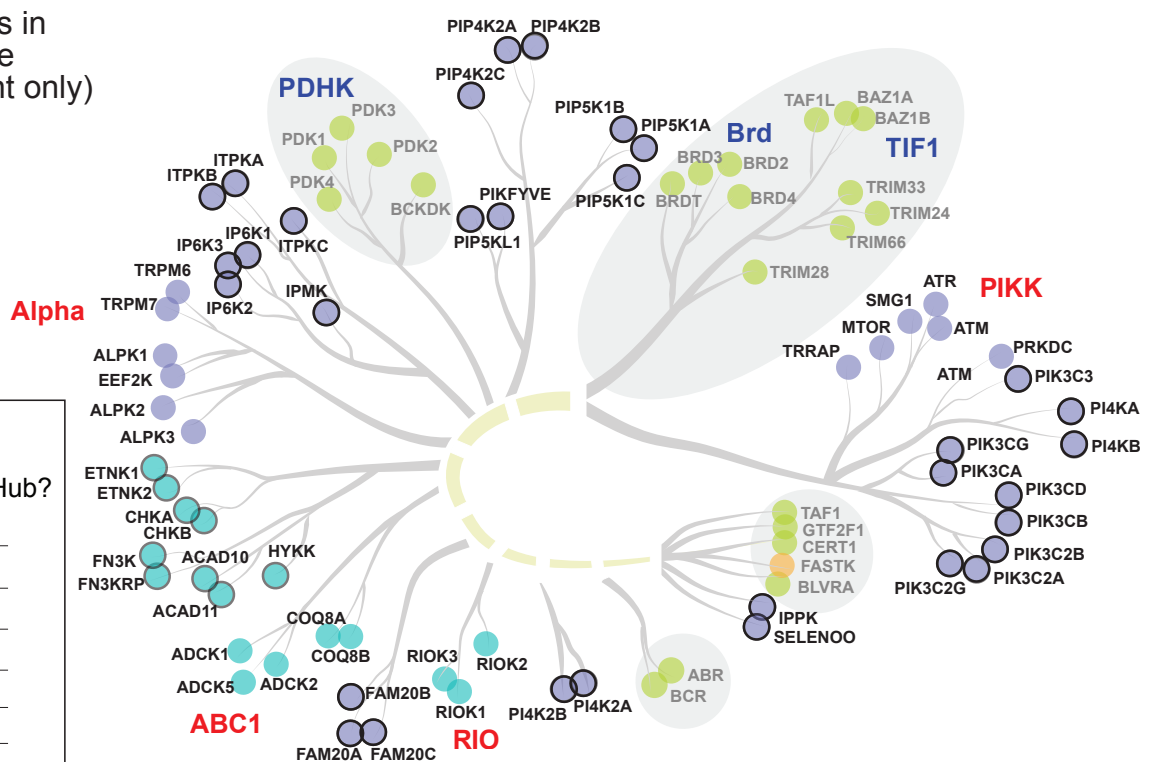 s in
e
nt only)
PIP4K2A
PIP4K2B
PIP4K2C
PDHK
PDK3
PDK1
PDK2
PDK4
BCKDK
PIP5K1B
PIP5K1A
PIP5K1C
PIKFYVE
PIP5KL1
Brd
TIF1
TAF1L
BAZ1A
BAZ1B
BRD3
BRD2
BRDT
BRD4
TRIM33
TRIM24
TRIM66
TRIM28
ITPKA
ITPKB
ITPKC
IP6K1
IP6K3
IP6K2
IPMK
Alpha
TRPM6
TRPM7
ALPK1
EEF2K
ALPK2
ALPK3
PIKK
ATR
SMG1
ATM
MTOR
TRRAP
PRKDC
ATM
PIK3C3
PI4KA
PI4KB
PIK3CG
PIK3CA
PIK3CD
PIK3CB
PIK3C2B
PIK3C2A
PIK3C2G
Hub?
ETNK1
ETNK2
CHKA
CHKB
FN3K
FN3KRP
ACAD10
ACAD11
HYKK
TAF1
GTF2F1
CERT1
FASTK
BLVRA
IPPK
SELENOO
COQ8A
COQ8B
ADCK1
ADCK5
ADCK2
ABC1
FAM20B
FAM20A
FAM20C
RIOK3
RIOK2
RIOK1
RIO
PI4K2B
PI4K2A
ABR
BCR